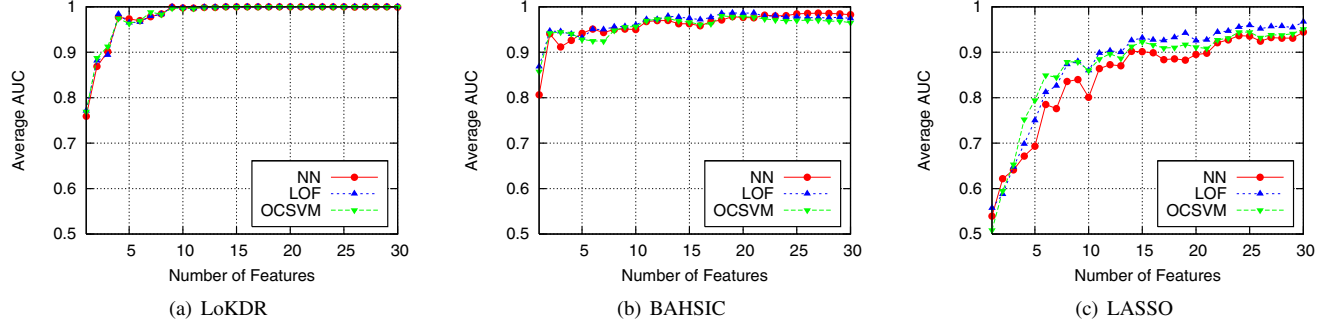 1
0.9
0.8
0.7
0.6
0.5
Average AUC
NN
LOF
OCSVM
5 10 15 20 25 30
Number of Features
(a) LoKDR
1
0.9
0.8
0.7
0.6
0.5
Average AUC
NN
LOF
OCSVM
5 10 15 20 25 30
Number of Features
(b) BAHSIC
1
0.9
0.8
0.7
0.6
0.5
Average AUC
NN
LOF
OCSVM
5 10 15 20 25 30
Number of Features
(c) LASSO